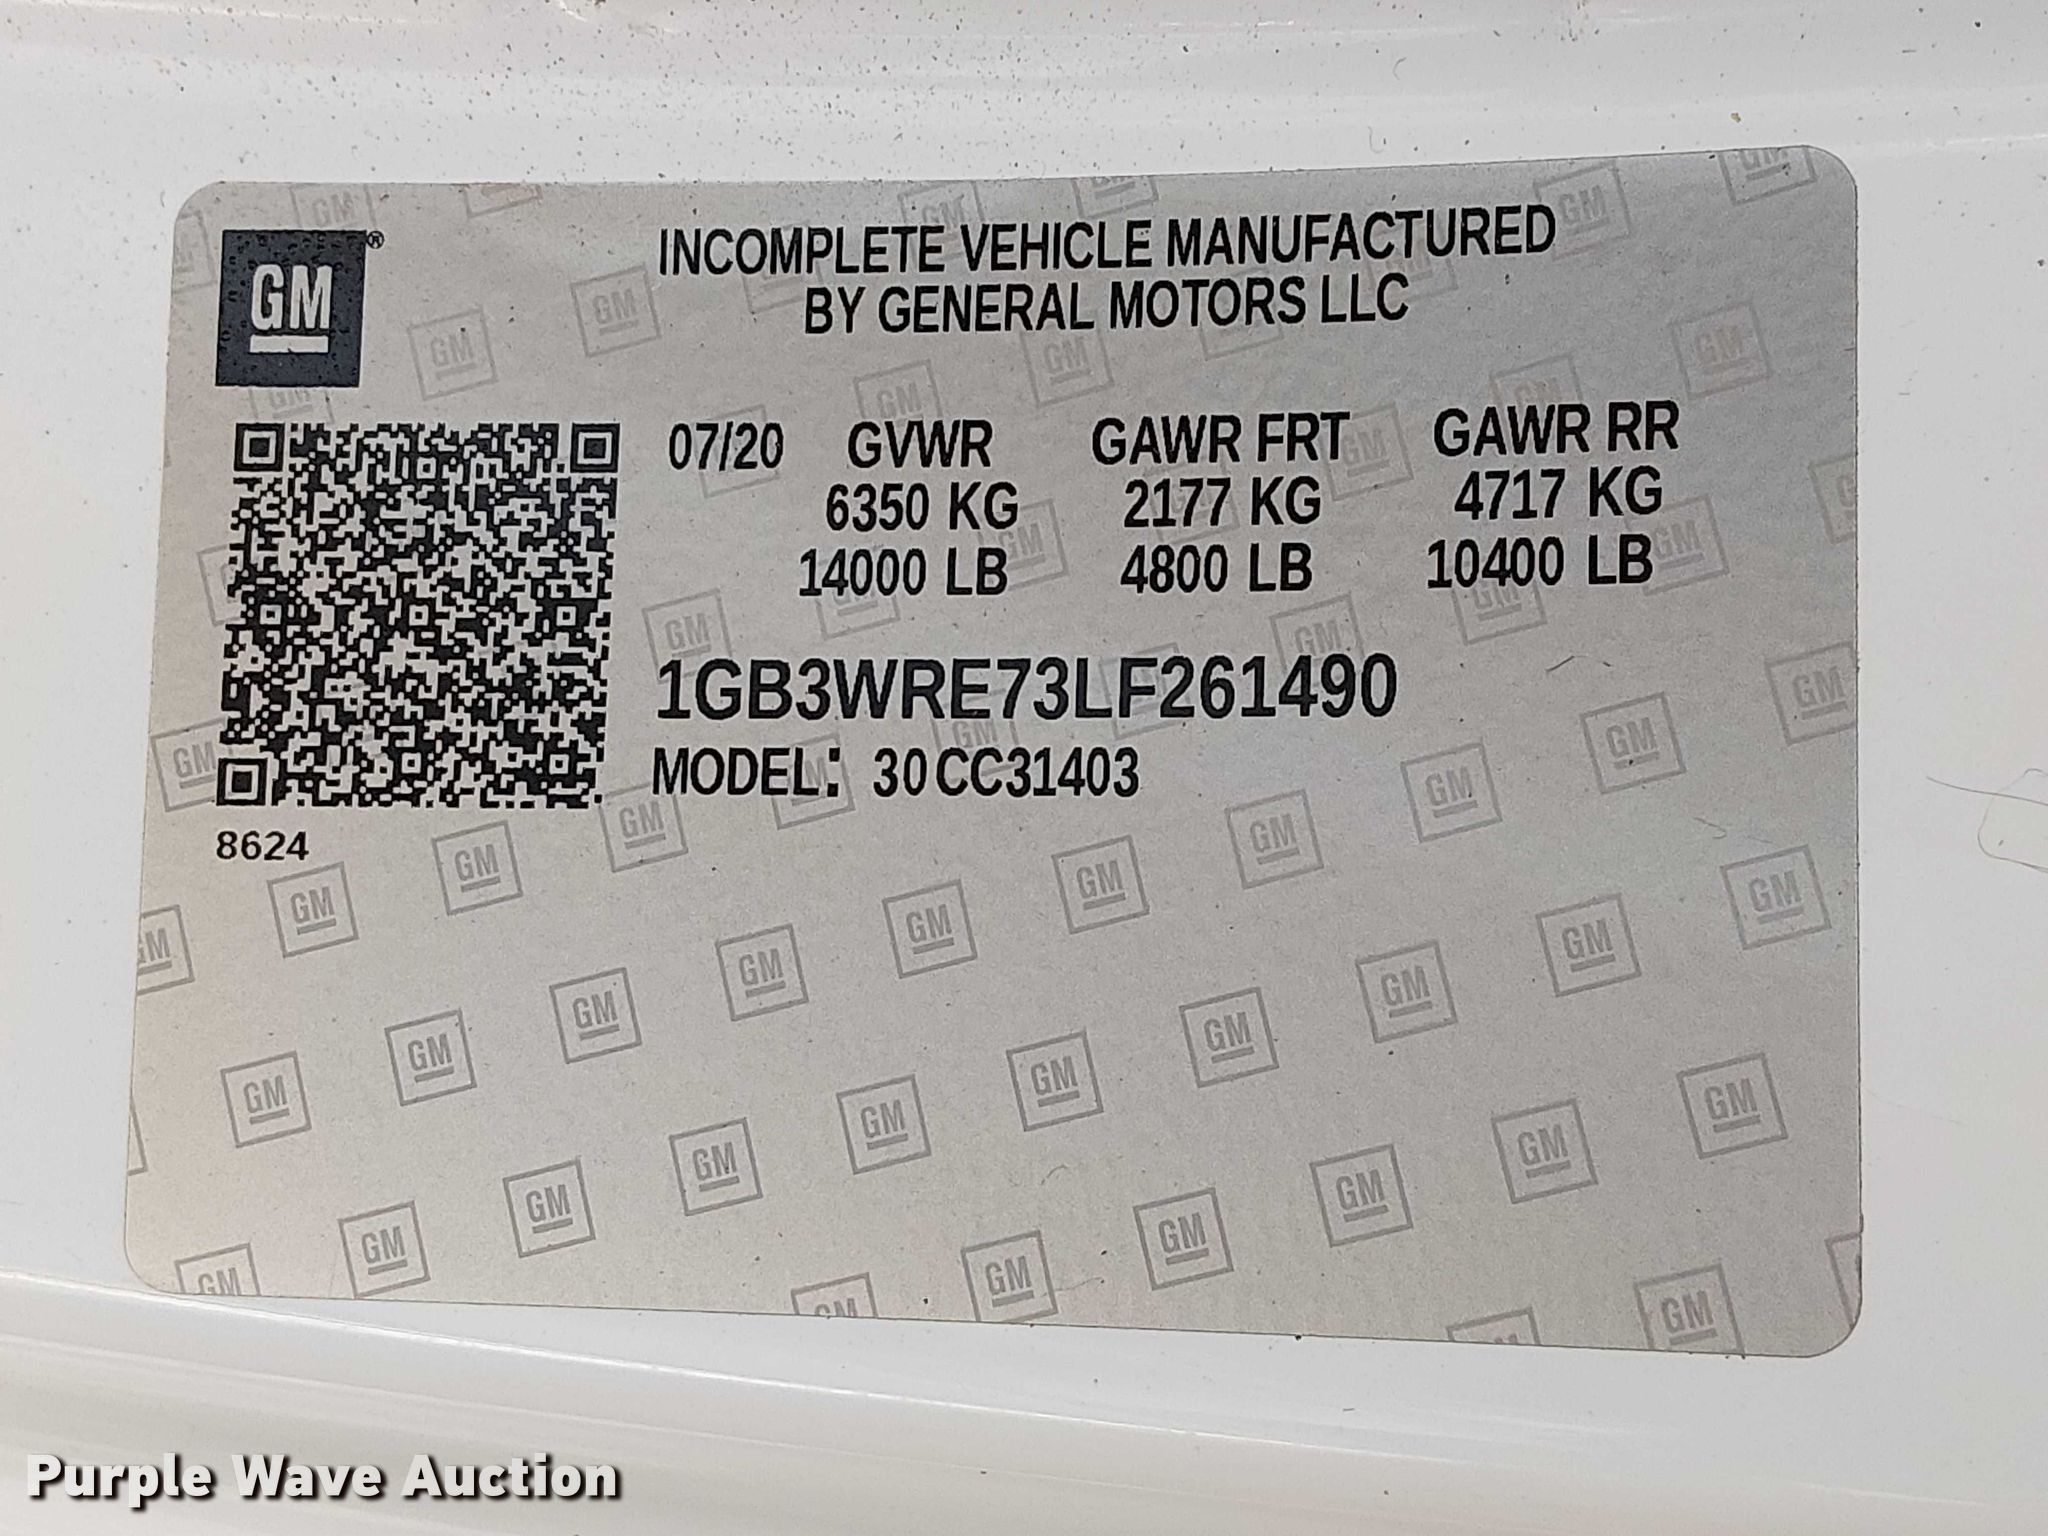 GM®
INCOMPLETE VEHICLE MANUFACTURED
BY GENERAL MOTORS LLC
07/20 GVWR GAWR FRT GAWR RR
6350 KG 2177 KG 4717 KG
14000 LB 4800 LB 10400 LB
1GB3WRE73LF261490
MODEL: 30CC31403
8624
Purple Wave Auction